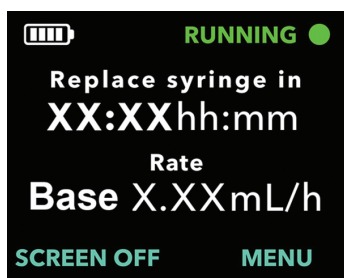 RUNNING
Replace syringe in
XX:XXhh:mm
Rate
Base X.XXmL/h
SCREEN OFF MENU